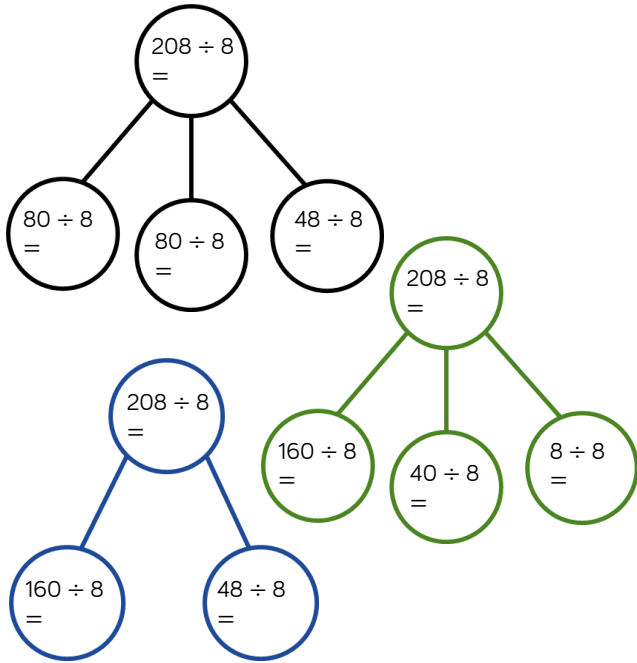 208 ÷ 8
=
80 ÷ 8
=
80 ÷ 8
=
48 ÷ 8
=
208 ÷ 8
=
160 ÷ 8
=
40 ÷ 8
=
8 ÷ 8
=
208 ÷ 8
=
160 ÷ 8
=
48 ÷ 8
=